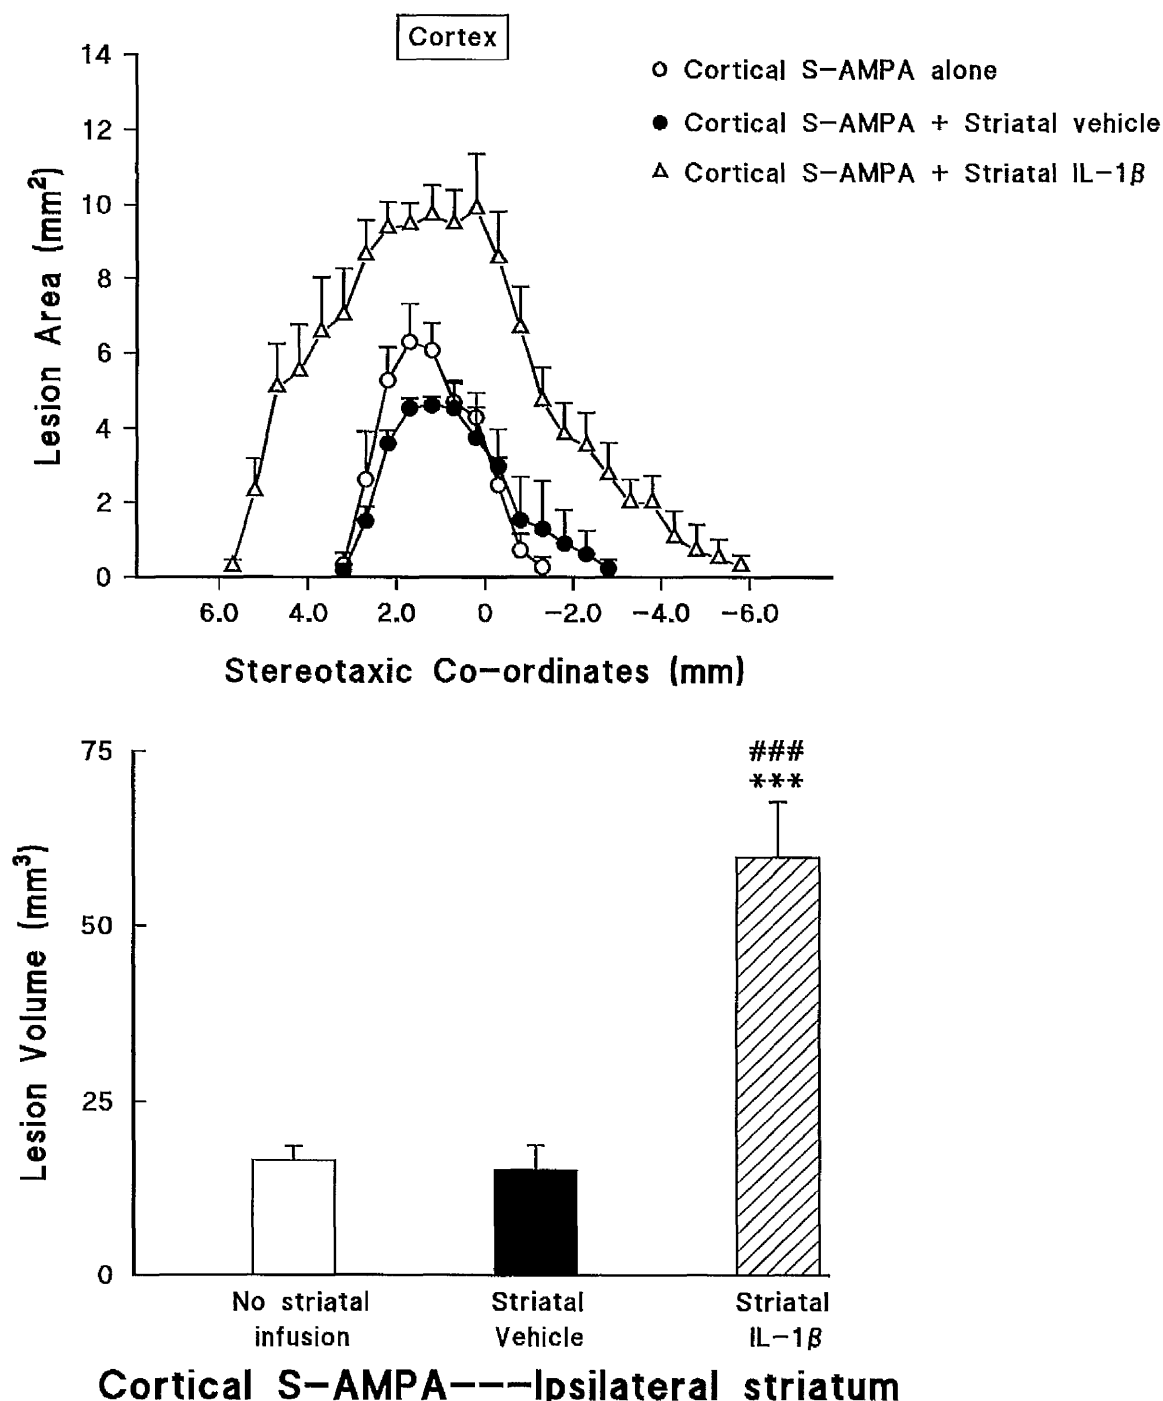 Cortex
14
12
10
8
6
4
2
0
Lesion Area (mm²)
○ Cortical S-AMPA alone
● Cortical S-AMPA + Striatal vehicle
△ Cortical S-AMPA + Striatal IL-1β
6.0 4.0 2.0 0 -2.0 -4.0 -6.0
Stereotaxic Co-ordinates (mm)
75
50
25
0
Lesion Volume (mm³)
###
***
No striatal infusion
Striatal Vehicle
Striatal IL-1β
Cortical S-AMPA---Ipsilateral striatum